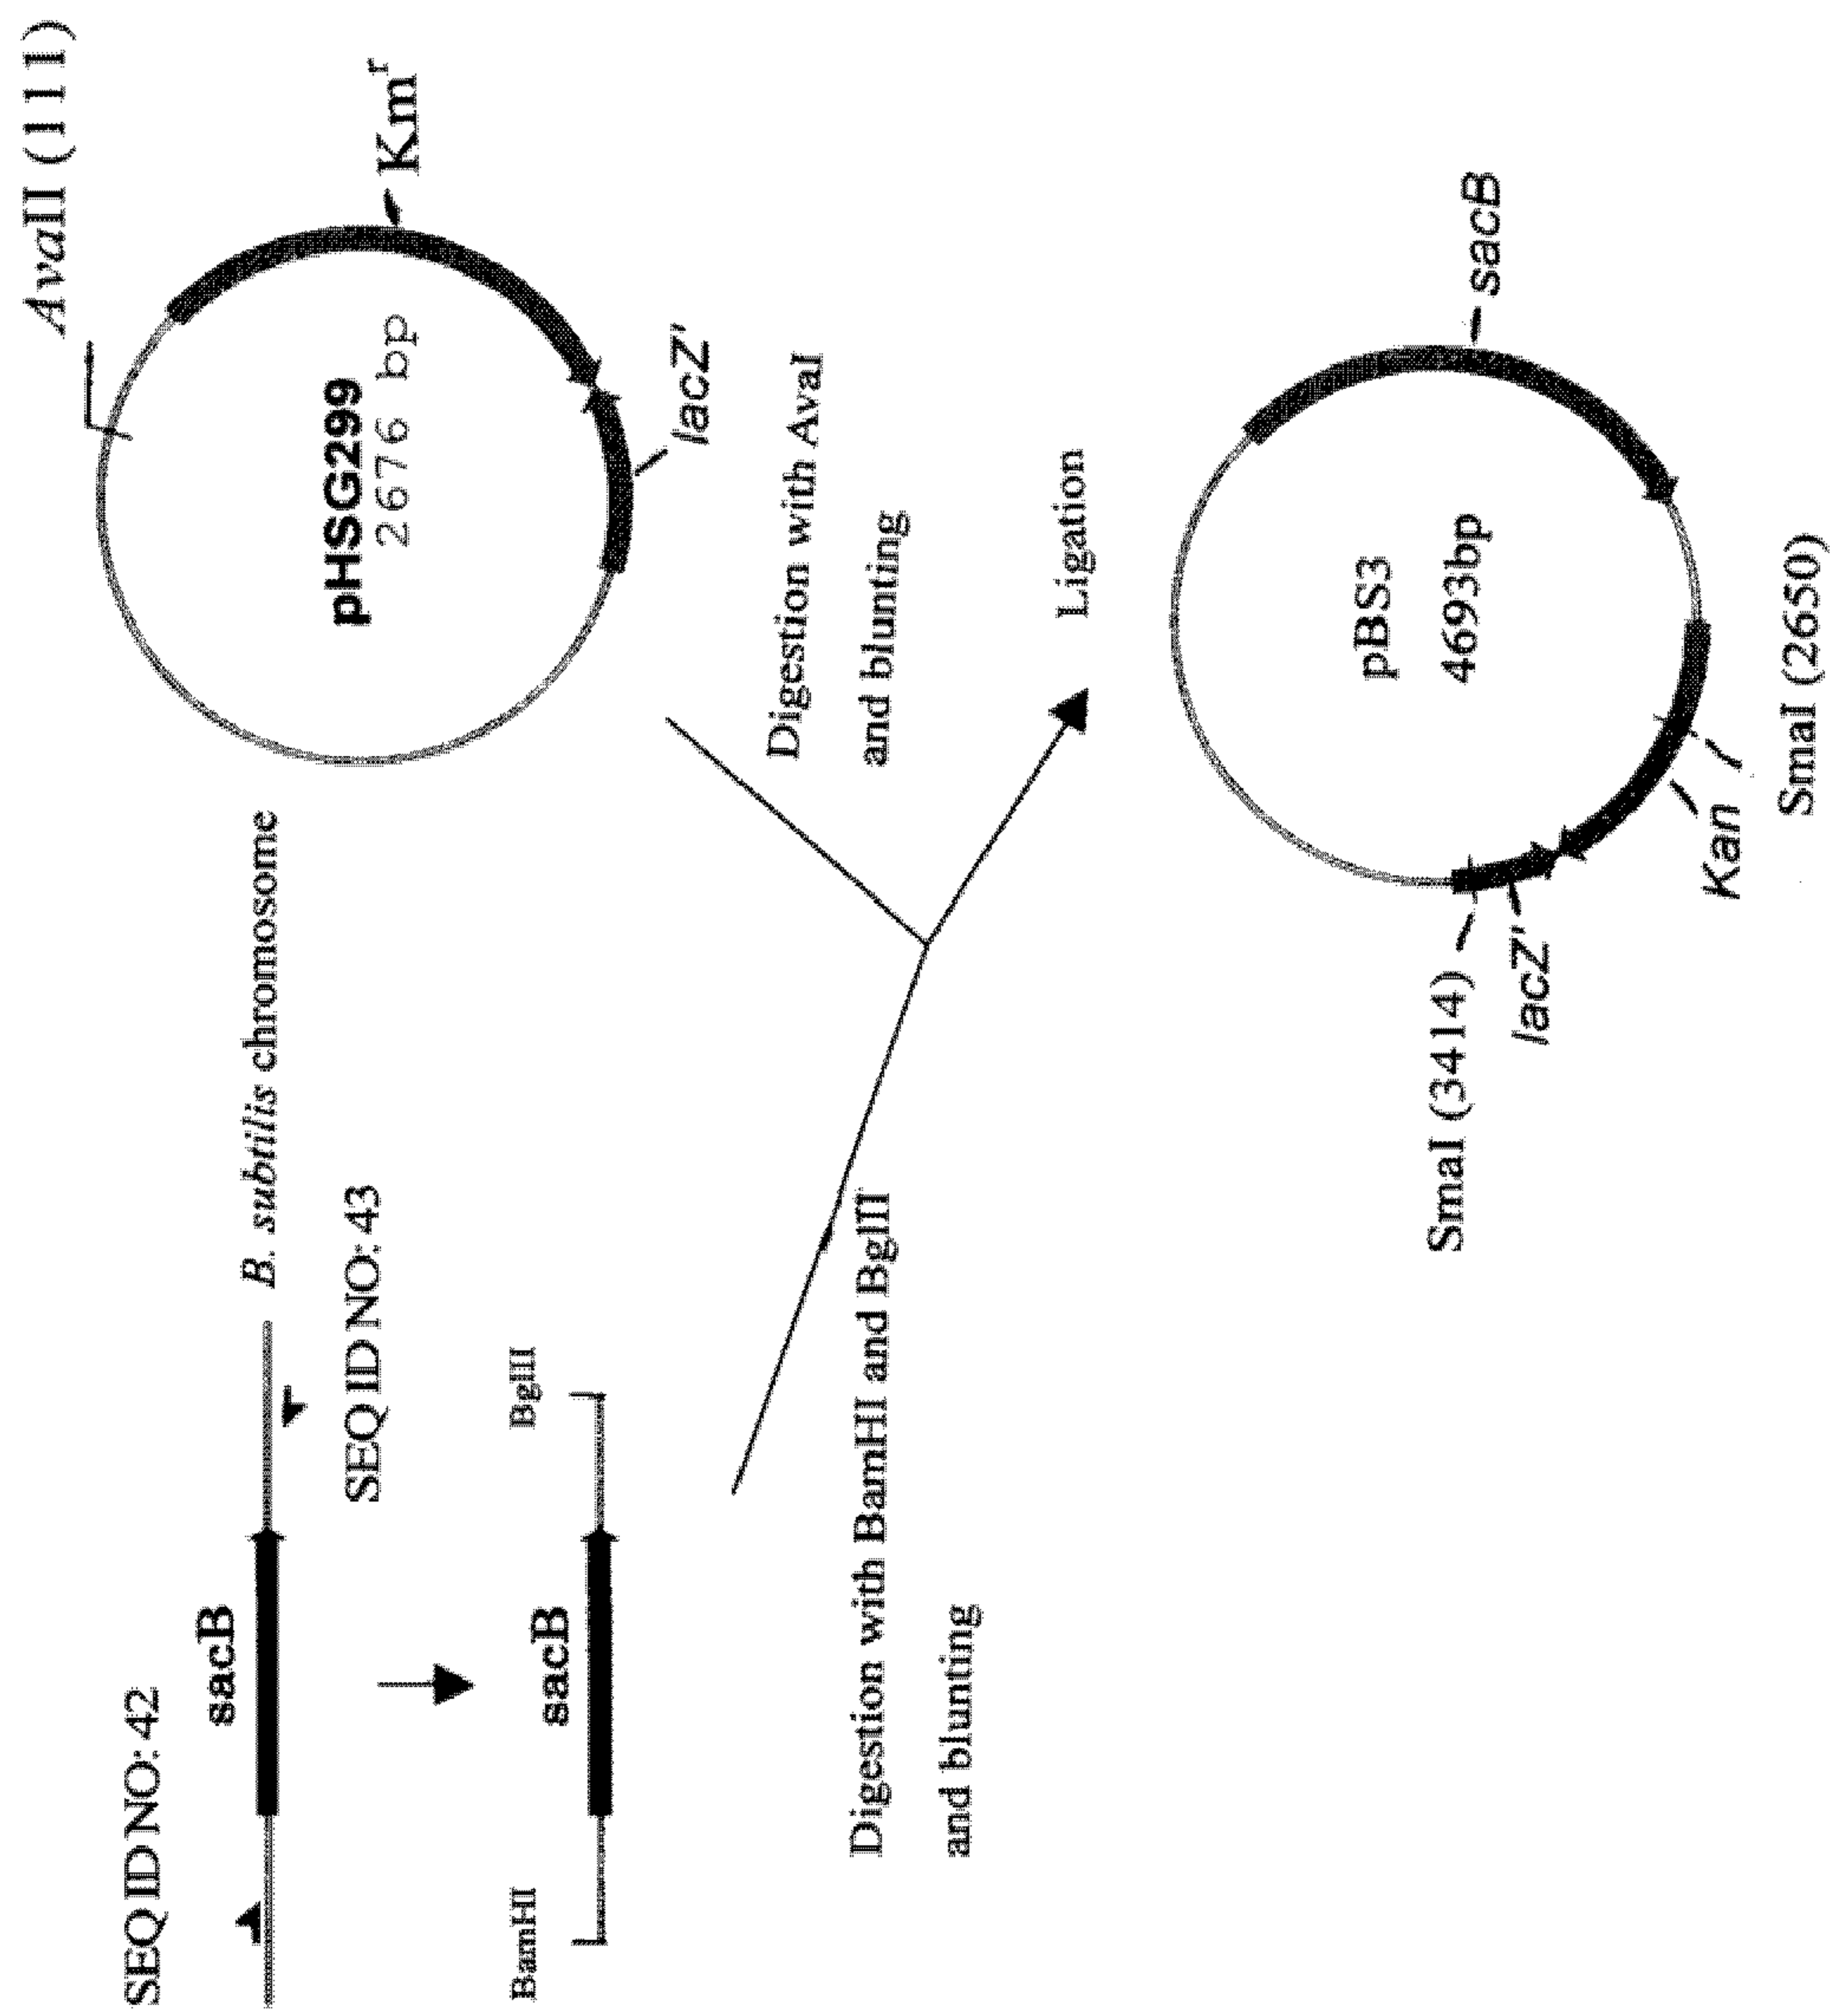 SEQ ID NO: 42
sacB
B. subtilis chromosome
SEQ ID NO: 43
BamHI
sacB
BglII
Digestion with BamHI and BglII
and blunting
AvaII (111)
pHSG299
2676 bp
Kmʳ
lacZ'
Digestion with AvaI
and blunting
Ligation
pBS3
4693bp
sacB
SmaI (3414)
lacZ'
Kan
SmaI (2650)